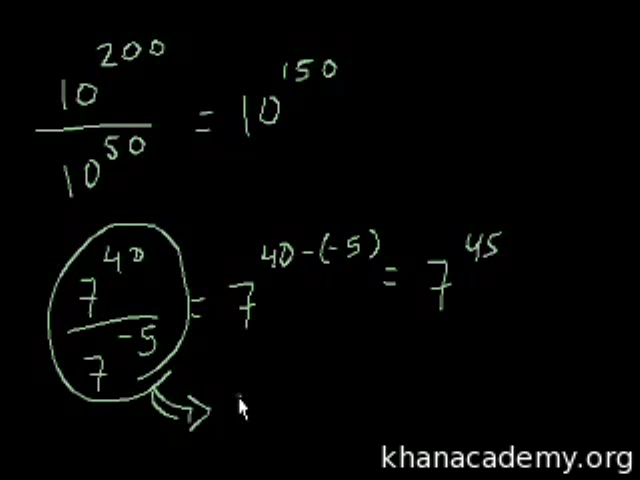 10^200 / 10^50 = 10^150
7^40 / 7^-5 = 7^40-(-5) = 7^45
khanacademy.org